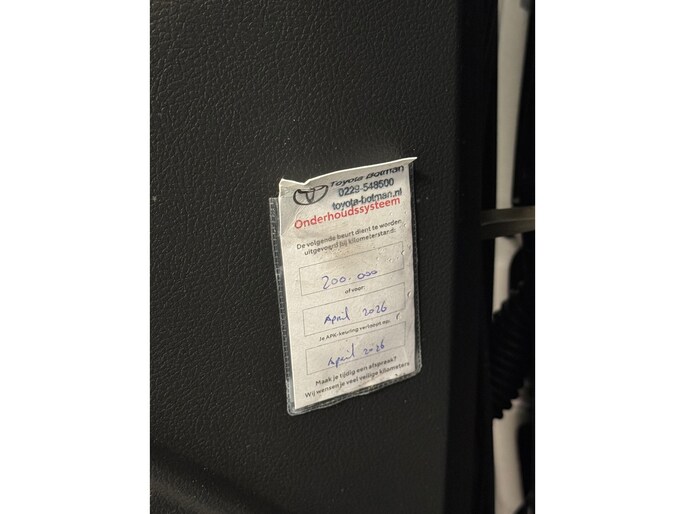 Toyota Botman
0229-548500
toyota-botman.nl
Onderhoudssysteem
De volgende beurt dient te worden
uitgevoerd bij kilometerstand:
200.000
of voor:
April 2026
Je APK-keuring verloopt op:
April 2026
Maak je tijdig een afspraak?
Wij wensen je veel veilige kilometers